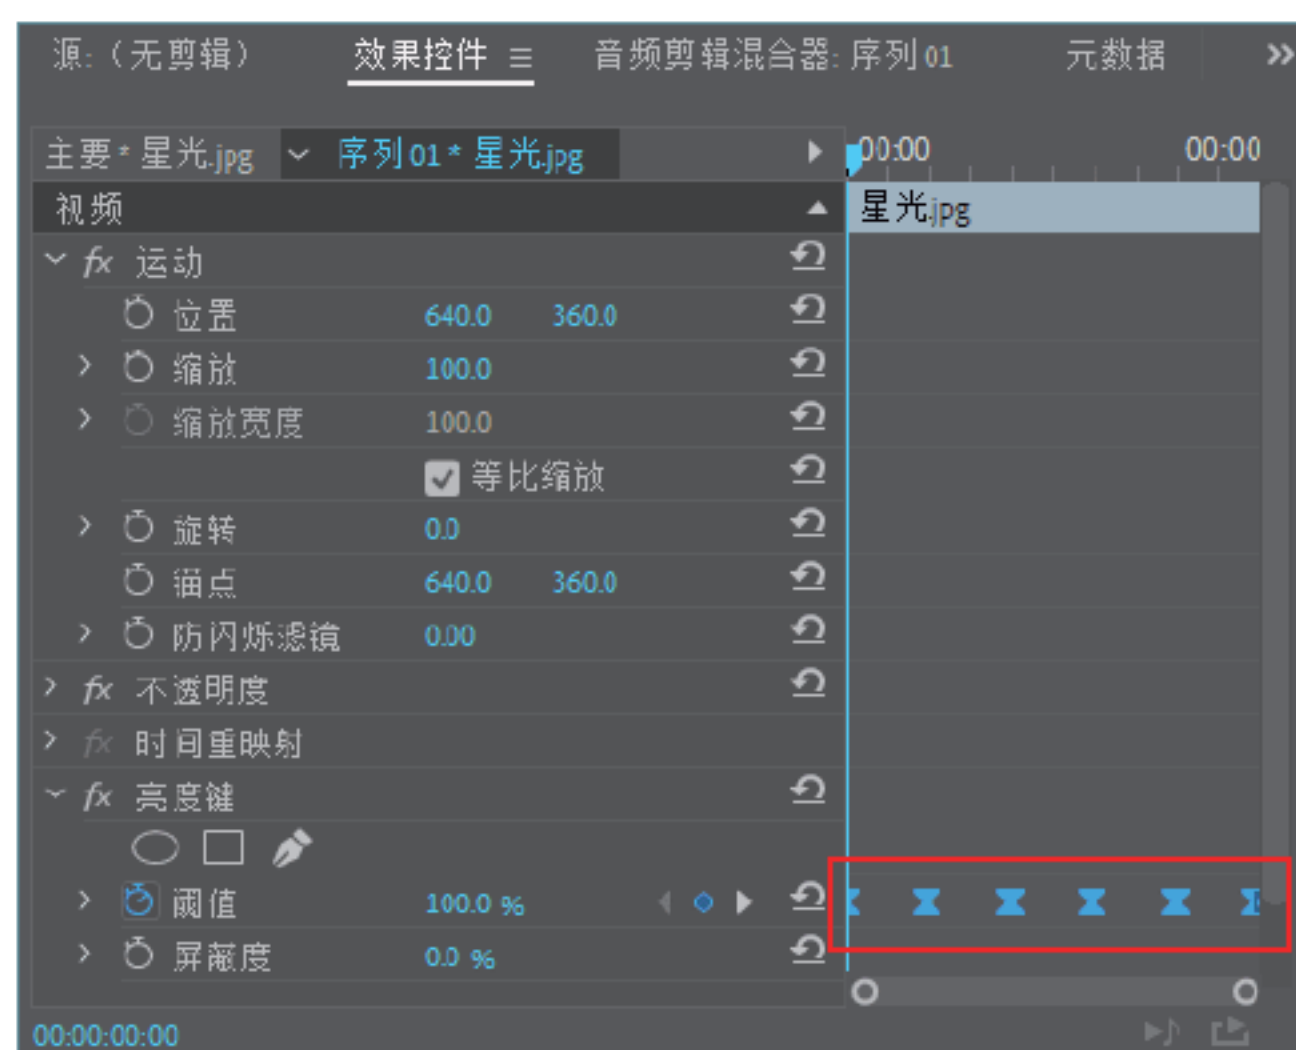 源:（无剪辑） 效果控件 音频剪辑混合器: 序列 01 元数据 »
主要 * 星光.jpg 序列 01 * 星光.jpg 00:00 00:00
视频 星光.jpg
fx 运动
位置 640.0 360.0
缩放 100.0
缩放宽度 100.0
等比缩放
旋转 0.0
锚点 640.0 360.0
防闪烁滤镜 0.00
fx 不透明度
fx 时间重映射
fx 亮度键
阈值 100.0 %
屏蔽度 0.0 %
00:00:00:00